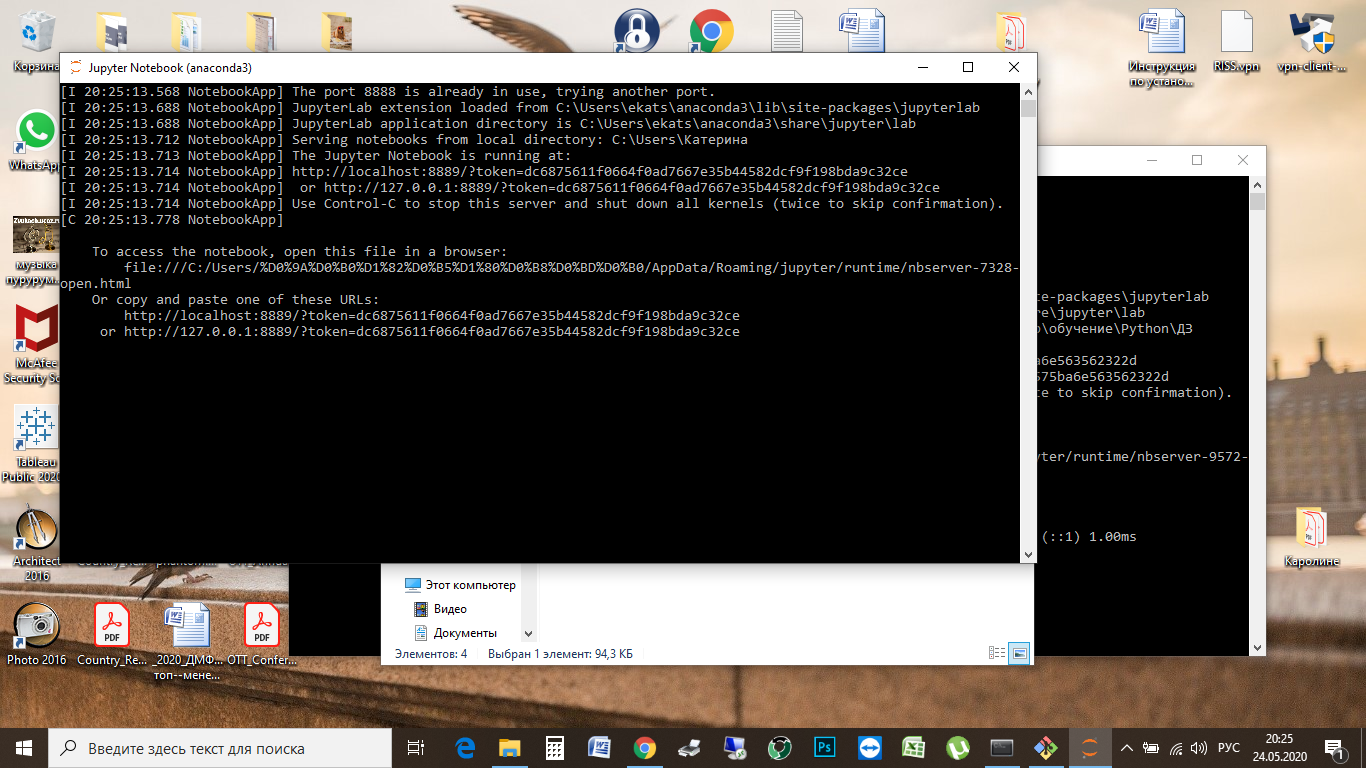 Корзина
WhatsApp
музыка
пурурум...
McAfee
Security Sc
Tableau
Public 2020
Architect
2016
Photo 2016
Country_Re...
_2020_ДМФ...
топ--мене...
OTT_Confer...
Инструкция
по устано...
RISS.vpn
vpn-client-...
Каролине
Jupyter Notebook (anaconda3)
[I 20:25:13.568 NotebookApp] The port 8888 is already in use, trying another port.
[I 20:25:13.688 NotebookApp] JupyterLab extension loaded from C:\Users\ekats\anaconda3\lib\site-packages\jupyterlab
[I 20:25:13.688 NotebookApp] JupyterLab application directory is C:\Users\ekats\anaconda3\share\jupyter\lab
[I 20:25:13.712 NotebookApp] Serving notebooks from local directory: C:\Users\Катерина
[I 20:25:13.713 NotebookApp] The Jupyter Notebook is running at:
[I 20:25:13.714 NotebookApp] http://localhost:8889/?token=dc6875611f0664f0ad7667e35b44582dcf9f198bda9c32ce
[I 20:25:13.714 NotebookApp]  or http://127.0.0.1:8889/?token=dc6875611f0664f0ad7667e35b44582dcf9f198bda9c32ce
[I 20:25:13.714 NotebookApp] Use Control-C to stop this server and shut down all kernels (twice to skip confirmation).
[C 20:25:13.778 NotebookApp]
To access the notebook, open this file in a browser:
file:///C:/Users/%D0%9A%D0%B0%D1%82%D0%B5%D1%80%D0%B8%D0%BD%D0%B0/AppData/Roaming/jupyter/runtime/nbserver-7328-
open.html
Or copy and paste one of these URLs:
http://localhost:8889/?token=dc6875611f0664f0ad7667e35b44582dcf9f198bda9c32ce
or http://127.0.0.1:8889/?token=dc6875611f0664f0ad7667e35b44582dcf9f198bda9c32ce
te-packages\jupyterlab
re\jupyter\lab
о\обучение\Python\ДЗ
a6e563562322d
575ba6e563562322d
ce to skip confirmation).
yter/runtime/nbserver-9572-
(::1) 1.00ms
Этот компьютер
Видео
Документы
Элементов: 4
Выбран 1 элемент: 94,3 КБ
Введите здесь текст для поиска
РУС
20:25
24.05.2020